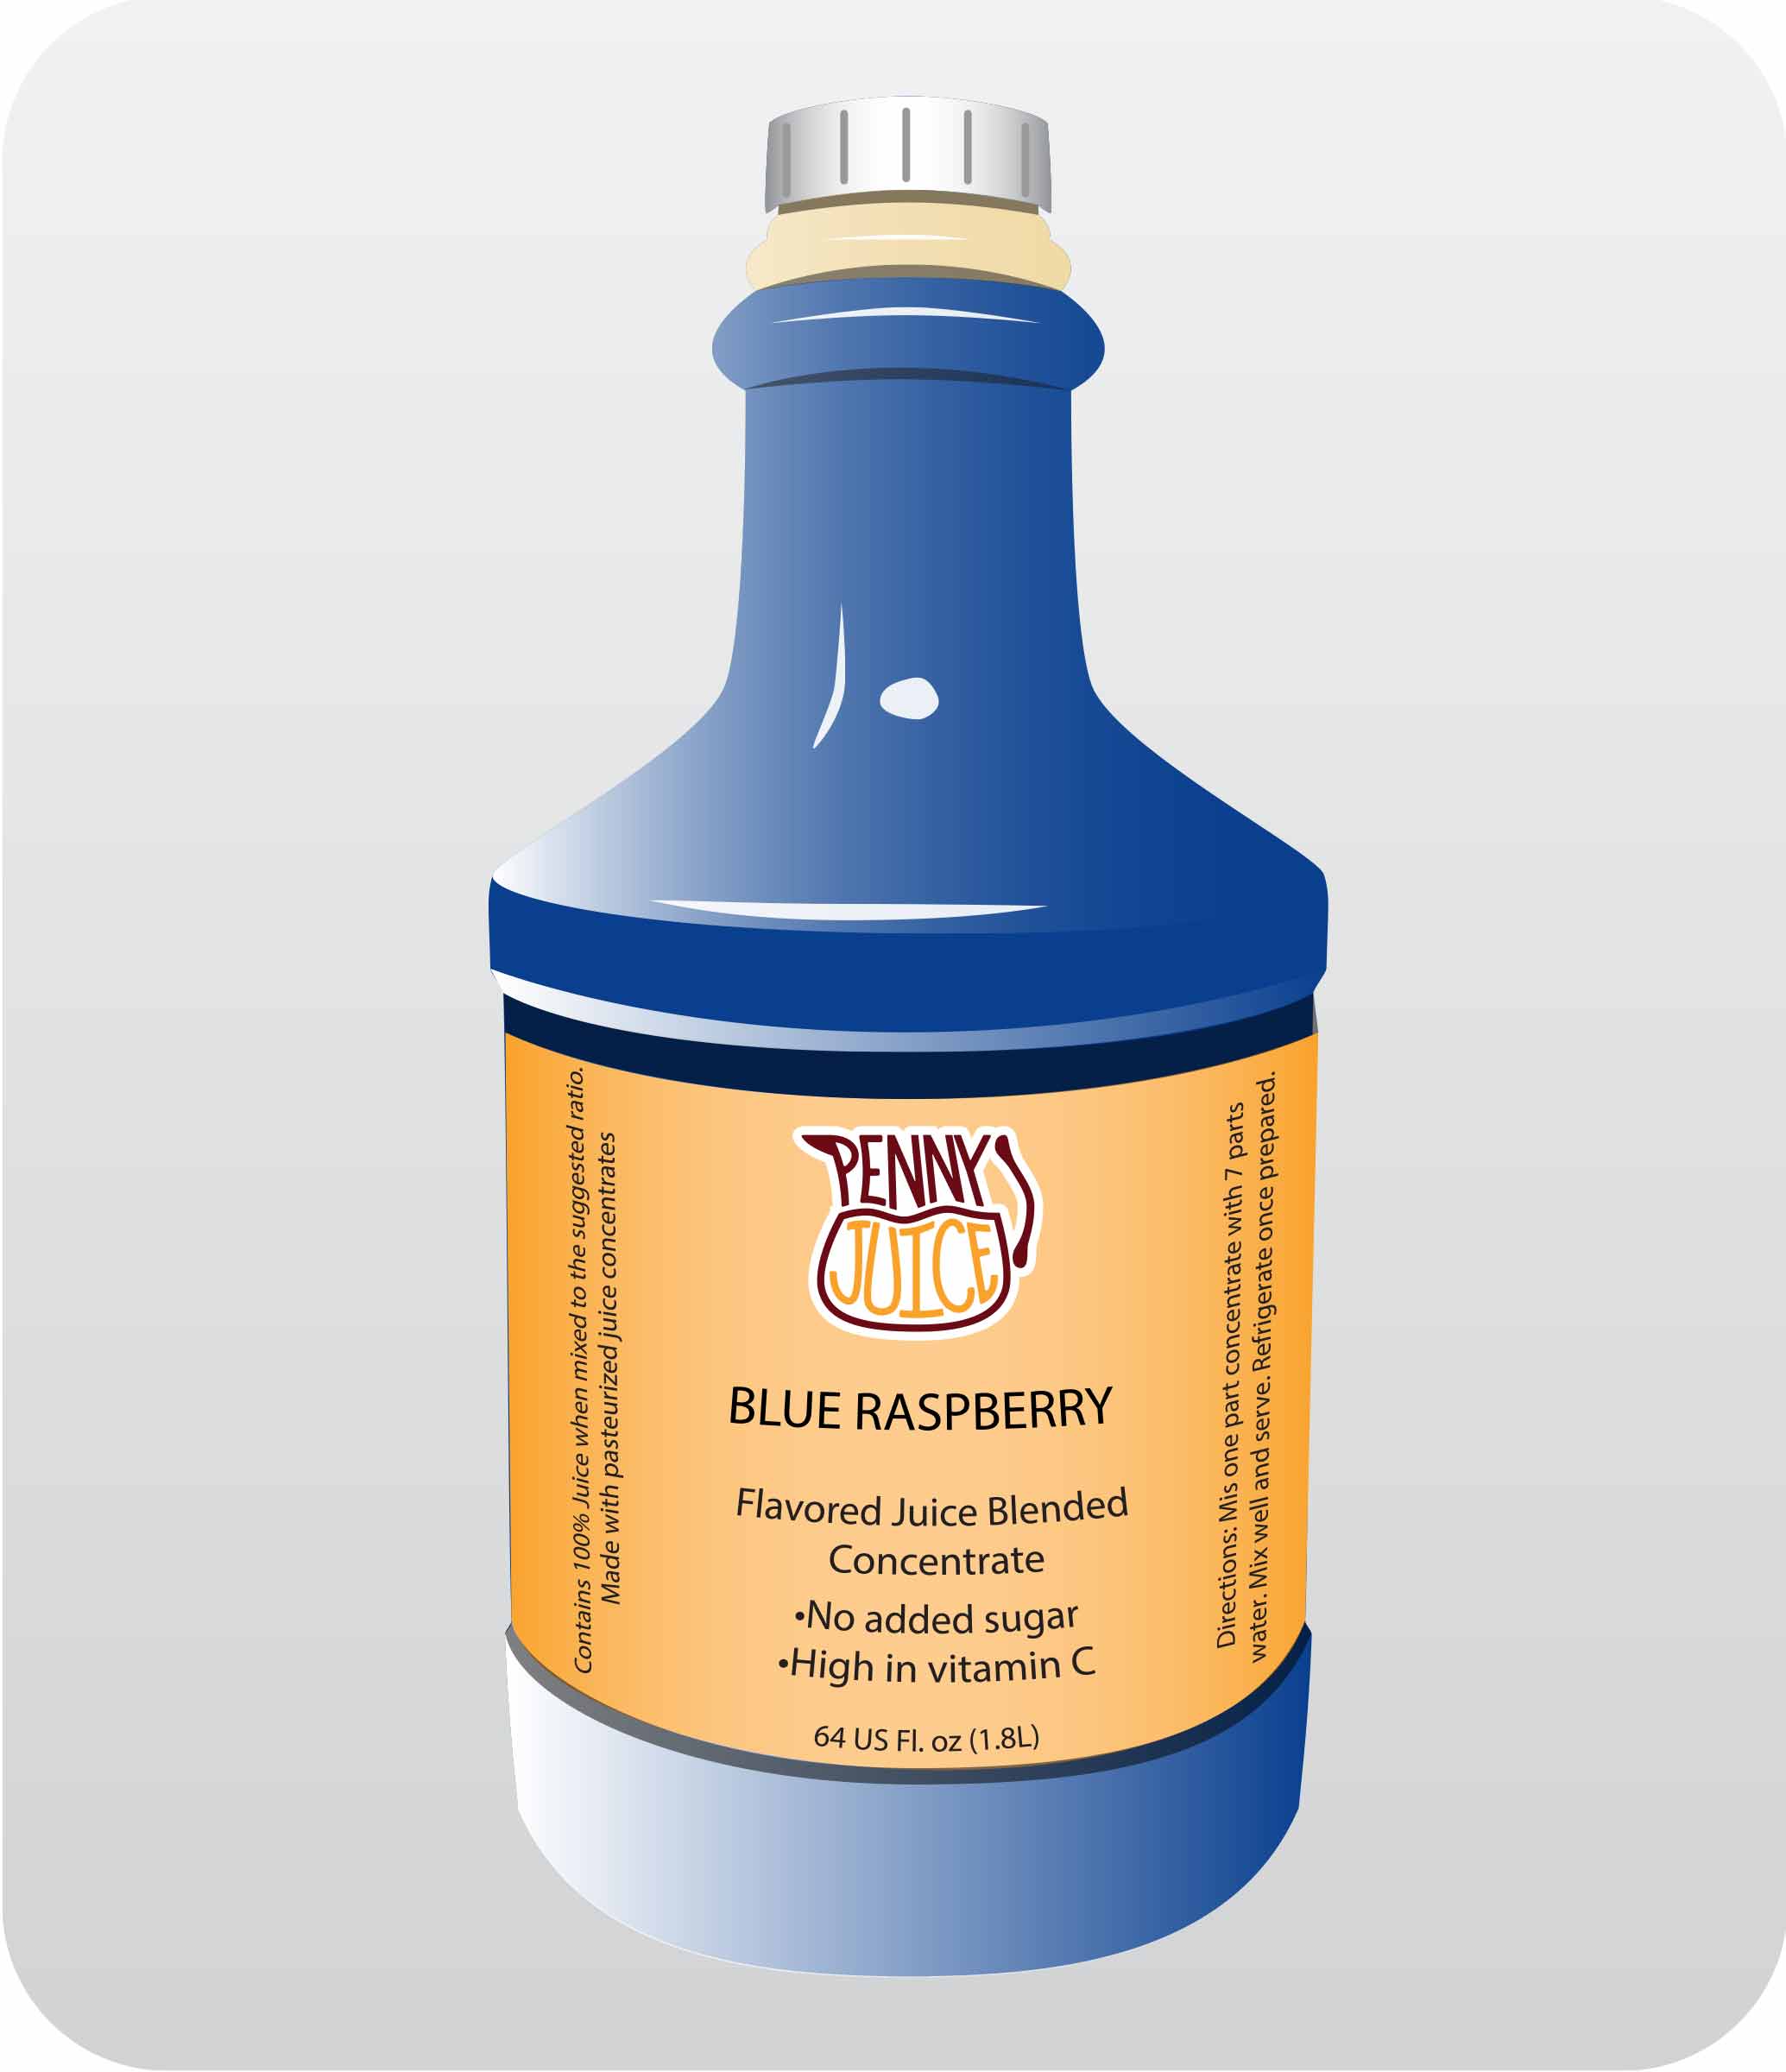 PENNY
JUICE
BLUE RASPBERRY
Flavored Juice Blended
Concentrate
•No added sugar
•High in vitamin C
64 US Fl. oz (1.8L)
Contains 100% Juice when mixed to the suggested ratio.
Made with pasteurized juice concentrates
Directions: Mis one part concentrate with 7 parts
water. Mix well and serve. Refrigerate once prepared.